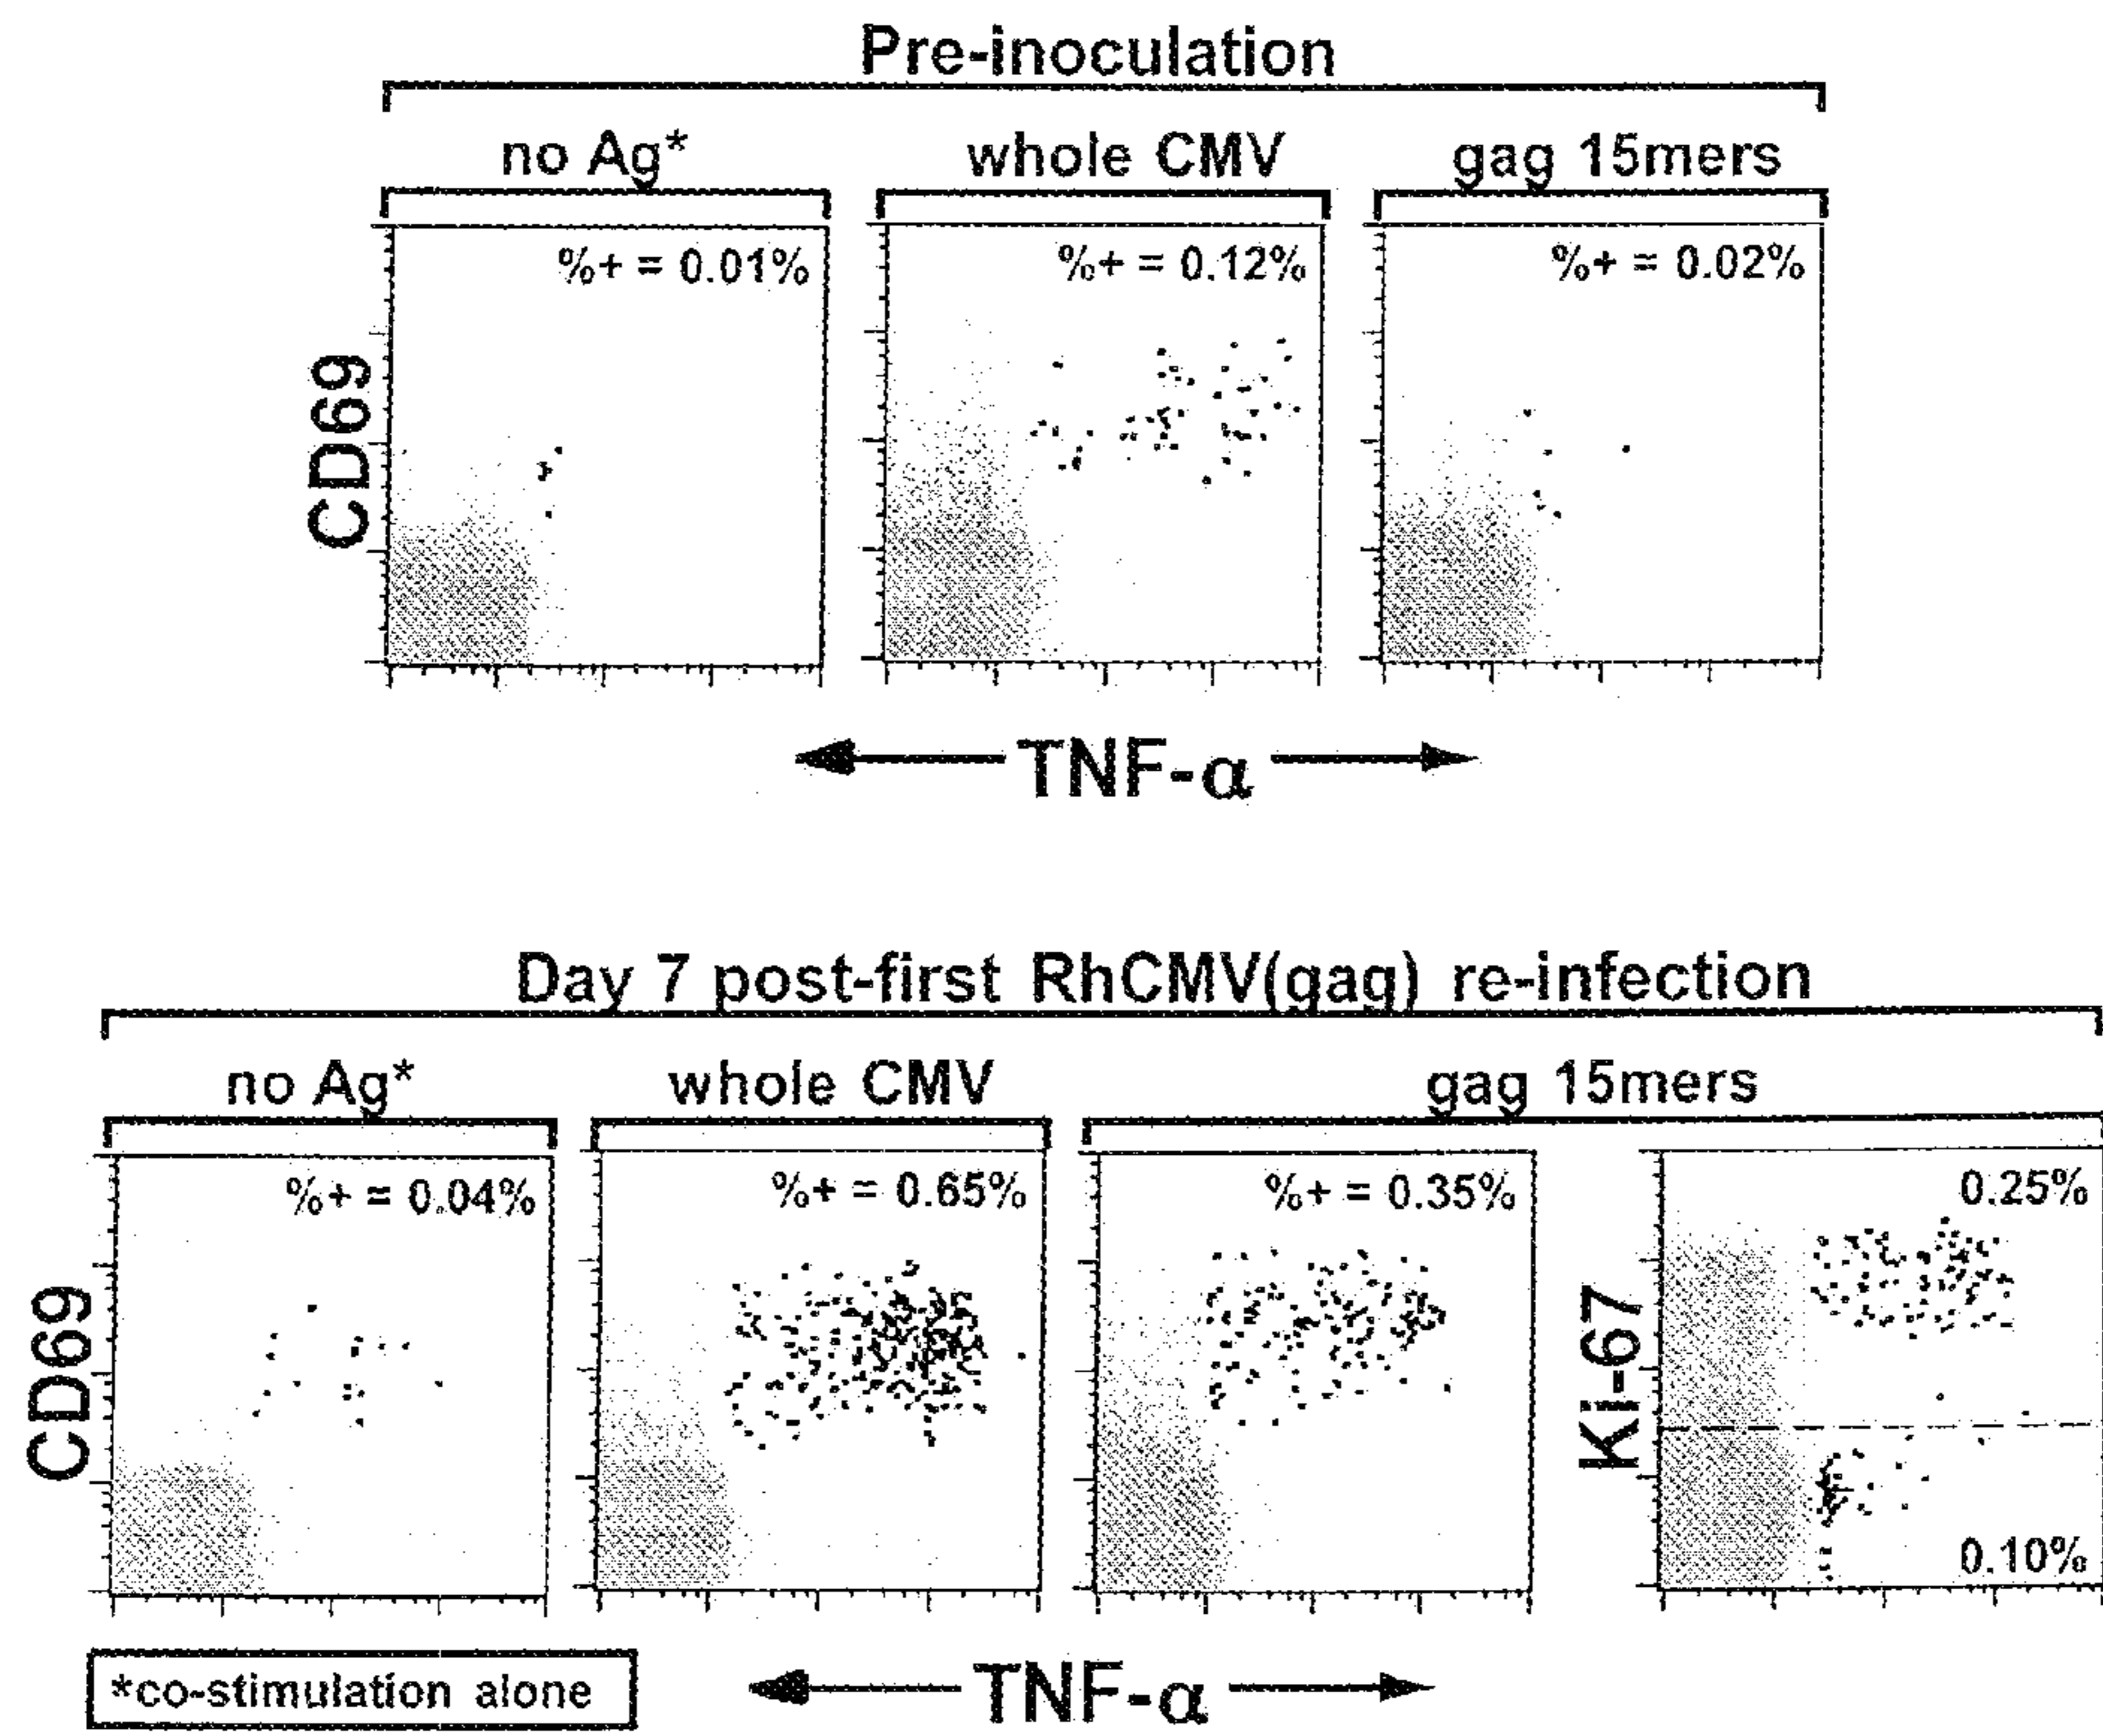 Pre-inoculation
no Ag* whole CMV gag 15mers
%+ = 0.01% %+ = 0.12% %+ = 0.02%
CD69
TNF-α
Day 7 post-first RhCMV(gag) re-infection
no Ag* whole CMV gag 15mers
%+ = 0.04% %+ = 0.65% %+ = 0.35% 0.25%
CD69 Ki-67
0.10%
*co-stimulation alone TNF-α